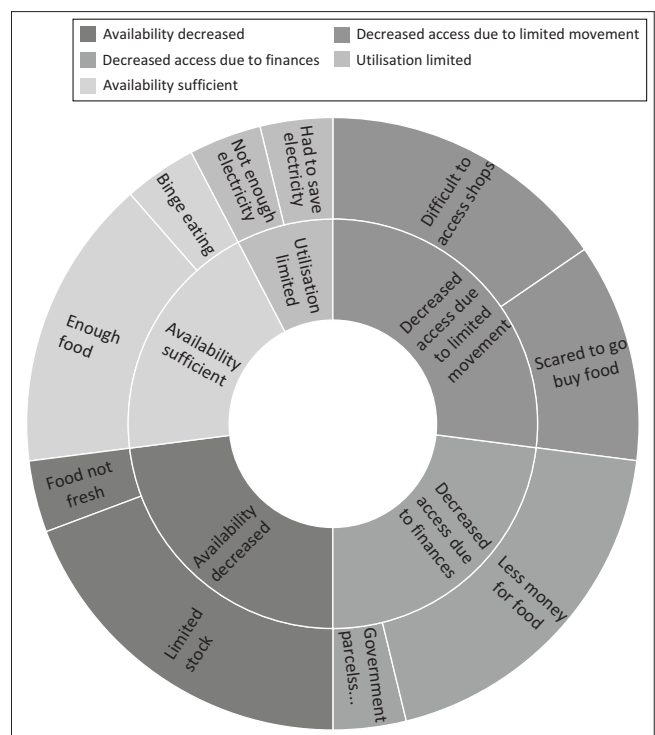 Availability decreased
Decreased access due to limited movement
Decreased access due to finances
Utilisation limited
Availability sufficient
Had to save
electricity
Not enough
electricity
Binge eating
Enough
food
Food not
fresh
Limited
stock
Government
parcelss...
Less money
for food
Scared to go
buy food
Difficult to
access shops
Utilisation
limited
Availability
sufficient
Availability
decreased
Decreased
access due
to finances
Decreased
access due
to limited
movement